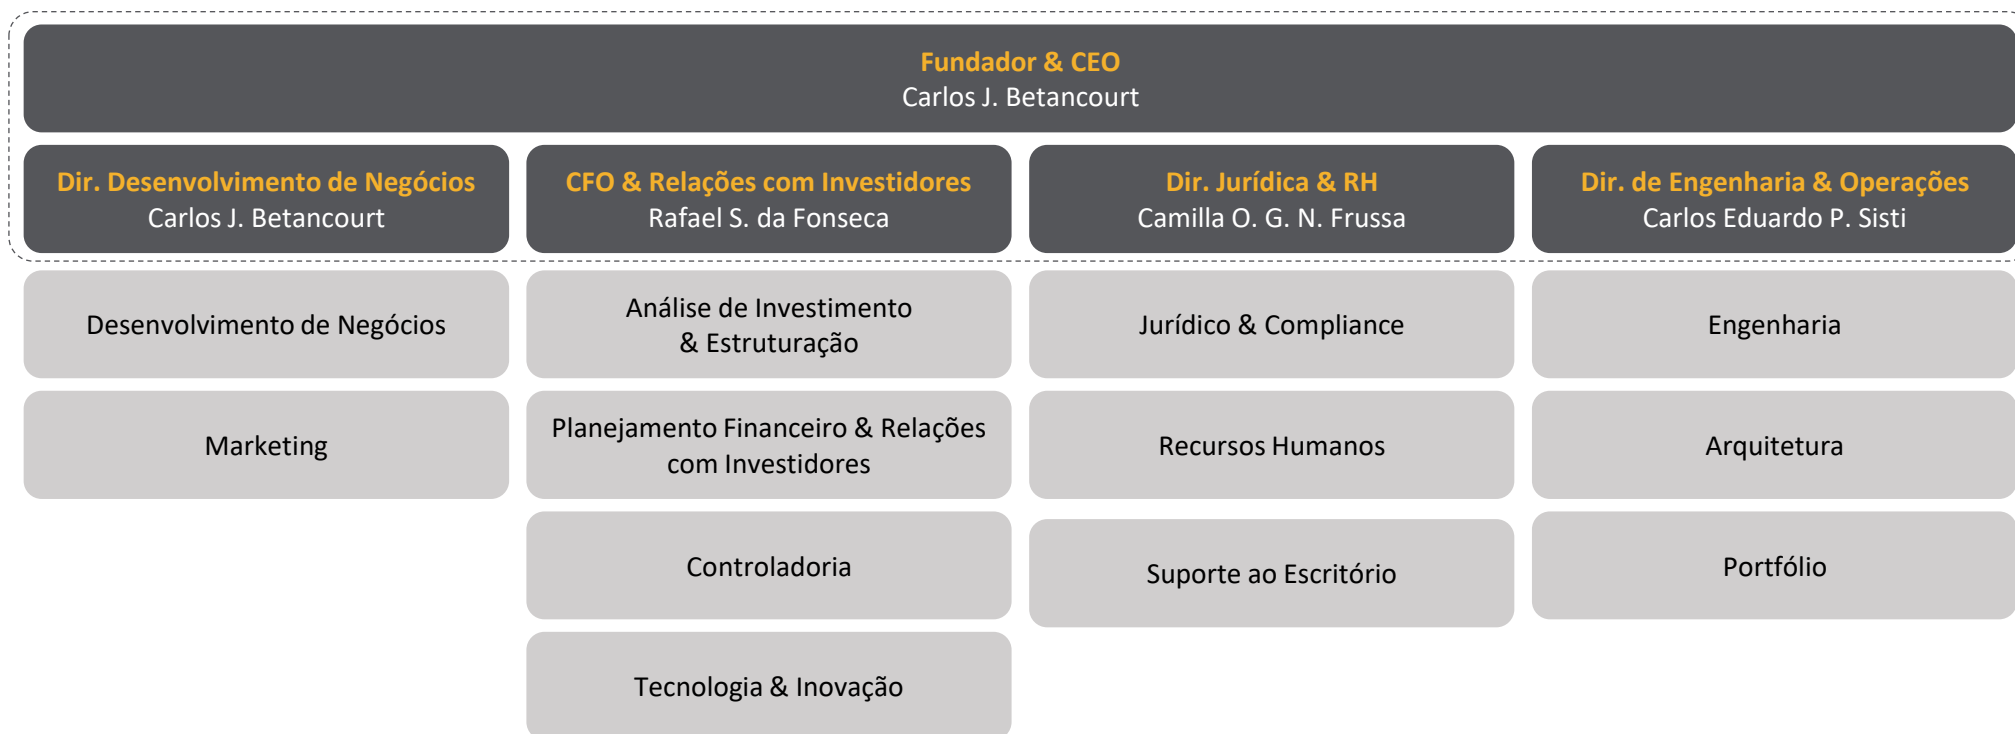 Fundador & CEO
Carlos J. Betancourt
Dir. Desenvolvimento de Negócios
Carlos J. Betancourt
CFO & Relações com Investidores
Rafael S. da Fonseca
Dir. Jurídica & RH
Camilla O. G. N. Frussa
Dir. de Engenharia & Operações
Carlos Eduardo P. Sisti
Desenvolvimento de Negócios
Análise de Investimento
& Estruturação
Jurídico & Compliance
Engenharia
Marketing
Planejamento Financeiro & Relações
com Investidores
Recursos Humanos
Arquitetura
Controladoria
Suporte ao Escritório
Portfólio
Tecnologia & Inovação